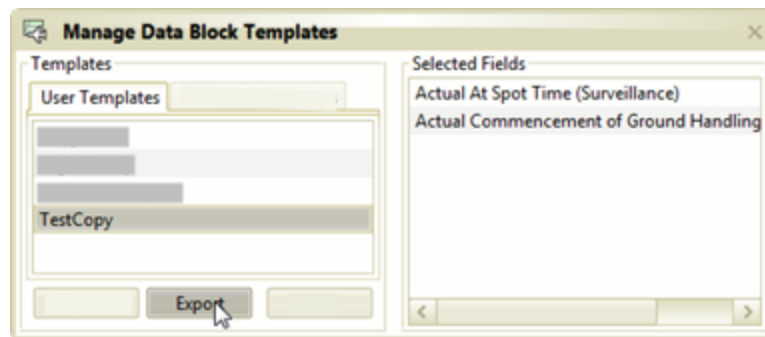 Manage Data Block Templates
Templates
User Templates
TestCopy
Export
Selected Fields
Actual At Spot Time (Surveillance)
Actual Commencement of Ground Handling